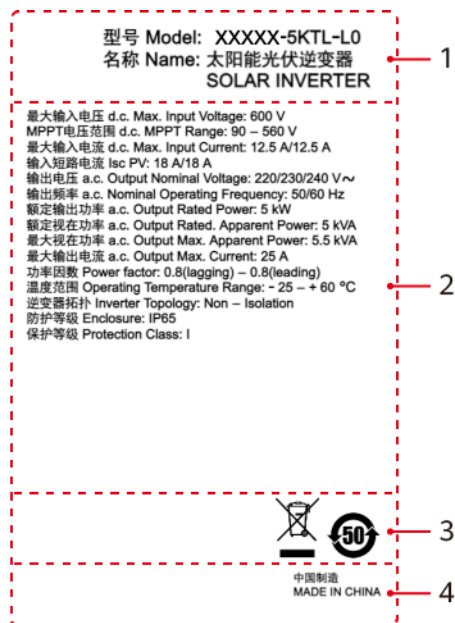 型号 Model: XXXXX-5KTL-L0
名称 Name: 太阳能光伏逆变器
SOLAR INVERTER
1
最大输入电压 d.c. Max. Input Voltage: 600 V
MPPT电压范围 d.c. MPPT Range: 90 – 560 V
最大输入电流 d.c. Max. Input Current: 12.5 A/12.5 A
输入短路电流 Isc PV: 18 A/18 A
输出电压 a.c. Output Nominal Voltage: 220/230/240 V～
输出频率 a.c. Nominal Operating Frequency: 50/60 Hz
额定输出功率 a.c. Output Rated Power: 5 kW
额定视在功率 a.c. Output Rated. Apparent Power: 5 kVA
最大视在功率 a.c. Output Max. Apparent Power: 5.5 kVA
最大输出电流 a.c. Output Max. Current: 25 A
功率因数 Power factor: 0.8(lagging) – 0.8(leading)
温度范围 Operating Temperature Range: - 25 – + 60 °C
逆变器拓扑 Inverter Topology: Non – Isolation
防护等级 Enclosure: IP65
保护等级 Protection Class: I
2
50
3
中国制造
MADE IN CHINA
4